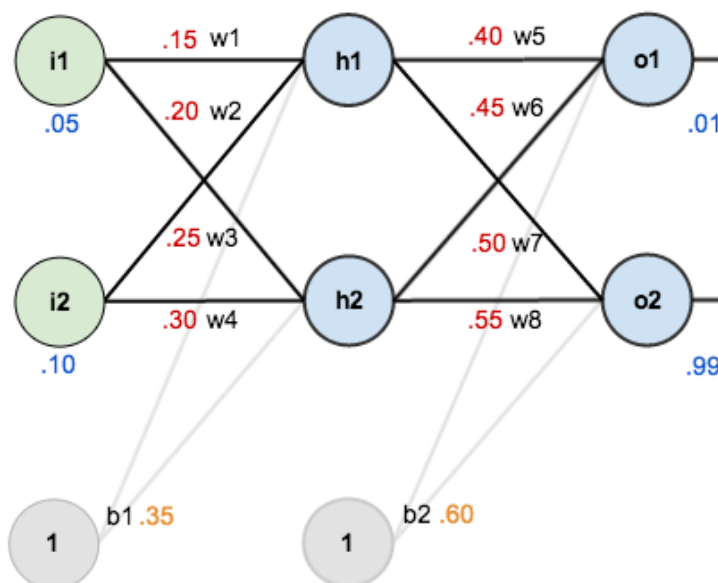 i1 .15 w1 h1 .40 w5 o1
.05 .20 w2 .45 w6 .01
.25 w3 .50 w7
i2 .30 w4 h2 .55 w8 o2
.10 .99
1 b1 .35 1 b2 .60